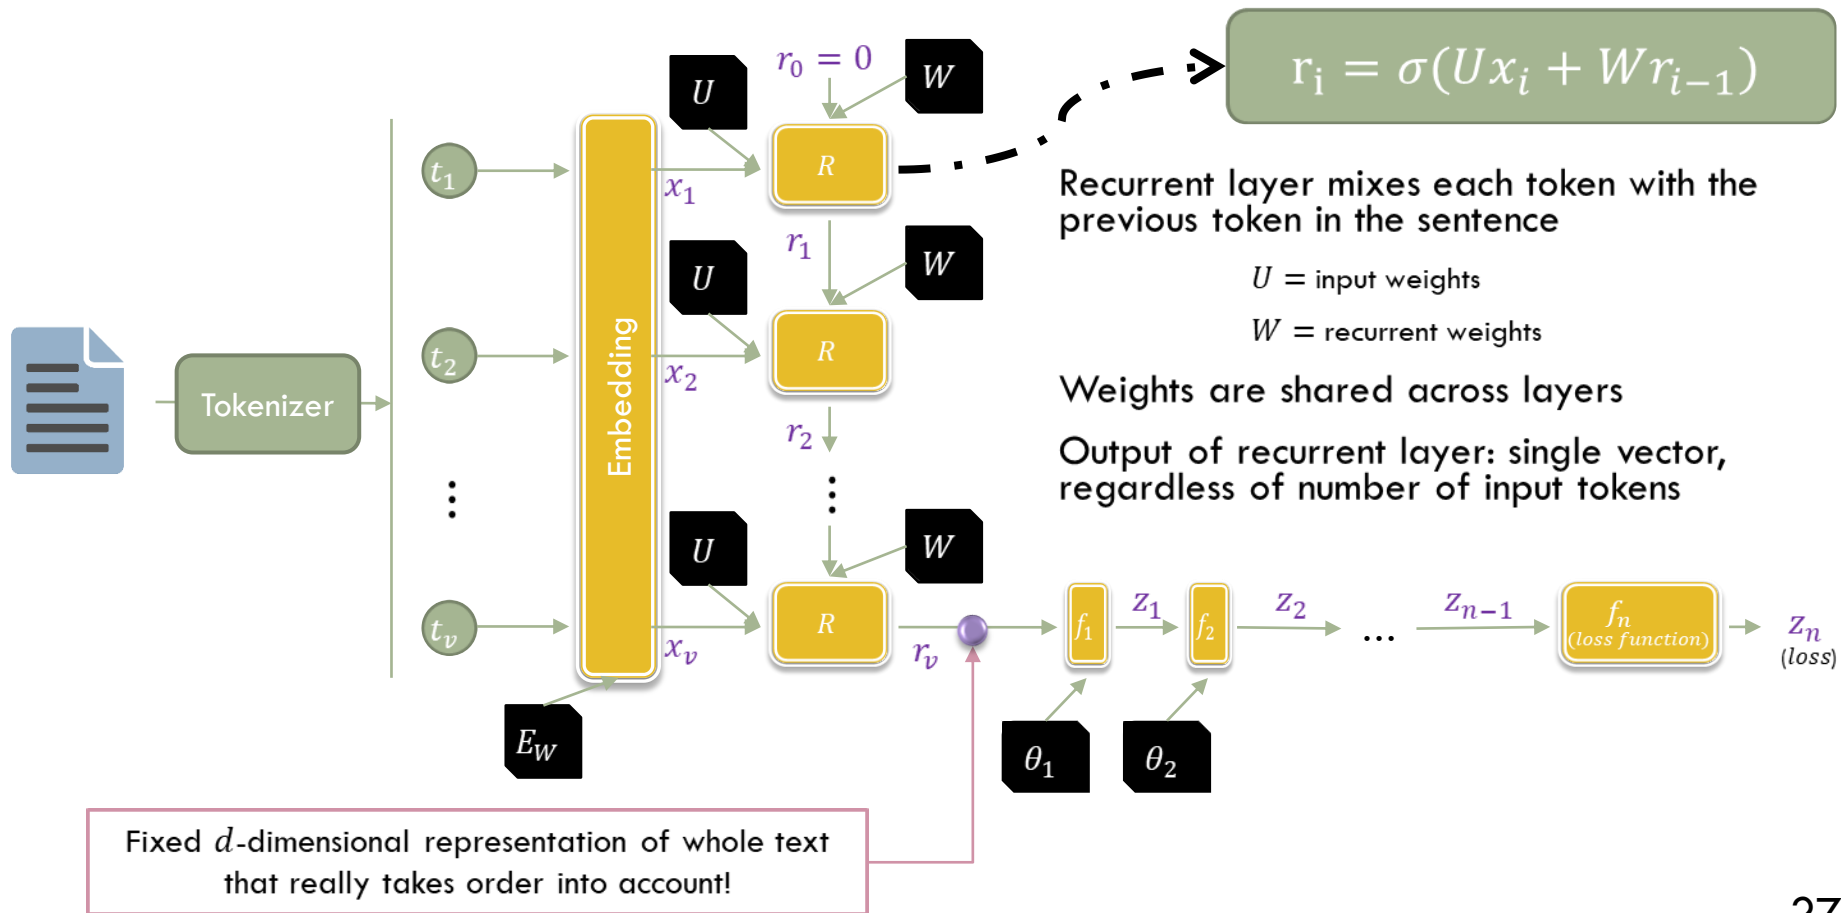 r₀ = 0
U
W
rᵢ = σ(Uxᵢ + Wrᵢ₋₁)
t₁
x₁
R
Recurrent layer mixes each token with the
previous token in the sentence
r₁
U
W
U = input weights
W = recurrent weights
t₂
x₂
R
Weights are shared across layers
Tokenizer
Embedding
r₂
Output of recurrent layer: single vector,
regardless of number of input tokens
⋮
⋮
U
W
tᵥ
xᵥ
R
rᵥ
f₁
z₁
f₂
z₂
...
zₙ₋₁
fₙ
(loss function)
zₙ
(loss)
E_W
θ₁
θ₂
Fixed d-dimensional representation of whole text
that really takes order into account!
27